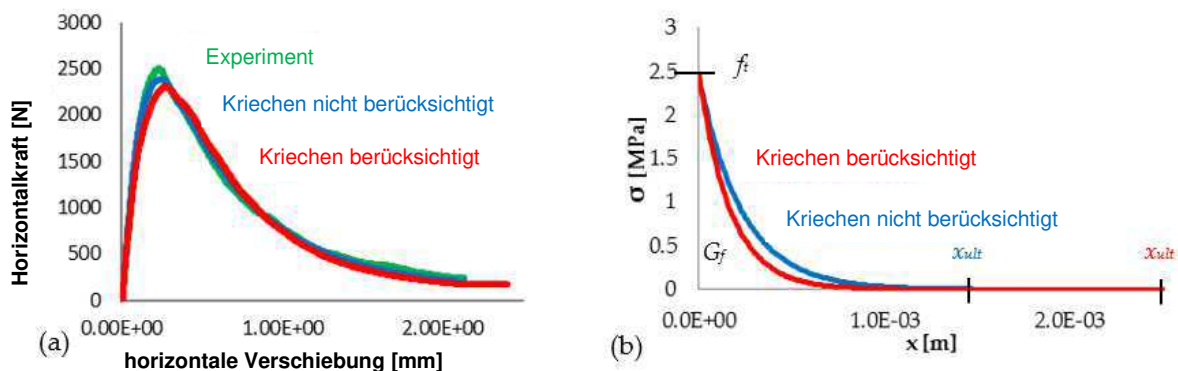 3000
2500
2000
1500
1000
500
0
Horizontalkraft [N]
Experiment
Kriechen nicht berücksichtigt
Kriechen berücksichtigt
0.00E+00 1.00E+00 2.00E+00
(a)
horizontale Verschiebung [mm]
3
2.5
2
1.5
1
0.5
0
σ [MPa]
ft
Kriechen berücksichtigt
Kriechen nicht berücksichtigt
Gf
xult
xult
0.0E+00 1.0E-03 2.0E-03
(b)
x [m]